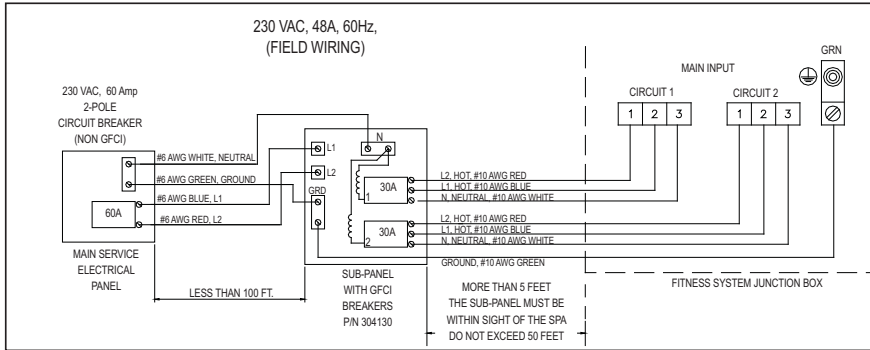 230 VAC, 48A, 60Hz,
(FIELD WIRING)
230 VAC, 60 Amp
2-POLE
CIRCUIT BREAKER
(NON GFCI)
#6 AWG WHITE, NEUTRAL
#6 AWG GREEN, GROUND
#6 AWG BLUE, L1
#6 AWG RED, L2
60A
MAIN SERVICE
ELECTRICAL
PANEL
LESS THAN 100 FT.
N
L1
L2
GRD
30A
1
30A
2
SUB-PANEL
WITH GFCI
BREAKERS
P/N 304130
L2, HOT, #10 AWG RED
L1, HOT, #10 AWG BLUE
N, NEUTRAL, #10 AWG WHITE
L2, HOT, #10 AWG RED
L1, HOT, #10 AWG BLUE
N, NEUTRAL, #10 AWG WHITE
GROUND, #10 AWG GREEN
MORE THAN 5 FEET
THE SUB-PANEL MUST BE
WITHIN SIGHT OF THE SPA
DO NOT EXCEED 50 FEET
MAIN INPUT
CIRCUIT 1
1 2 3
CIRCUIT 2
1 2 3
GRN
FITNESS SYSTEM JUNCTION BOX